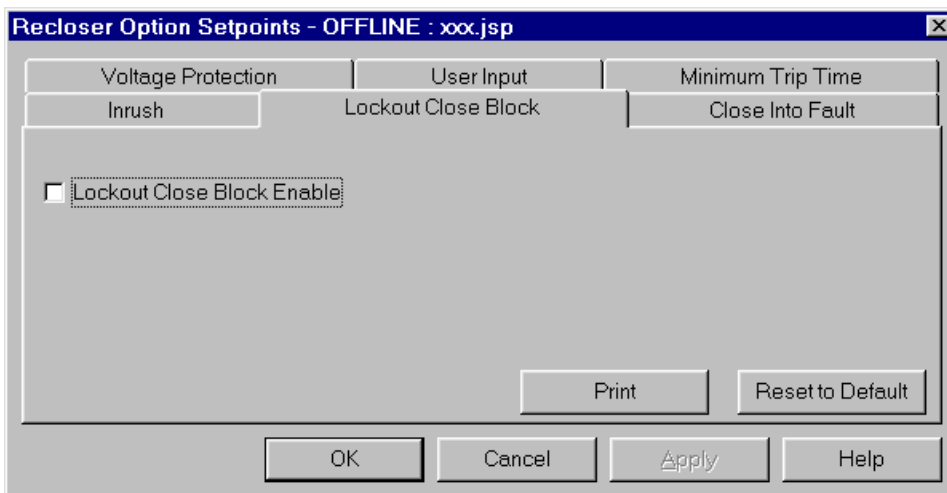 Recloser Option Setpoints - OFFLINE : xxx.jsp
Voltage Protection User Input Minimum Trip Time
Inrush Lockout Close Block Close Into Fault
Lockout Close Block Enable
Print Reset to Default
OK Cancel Apply Help